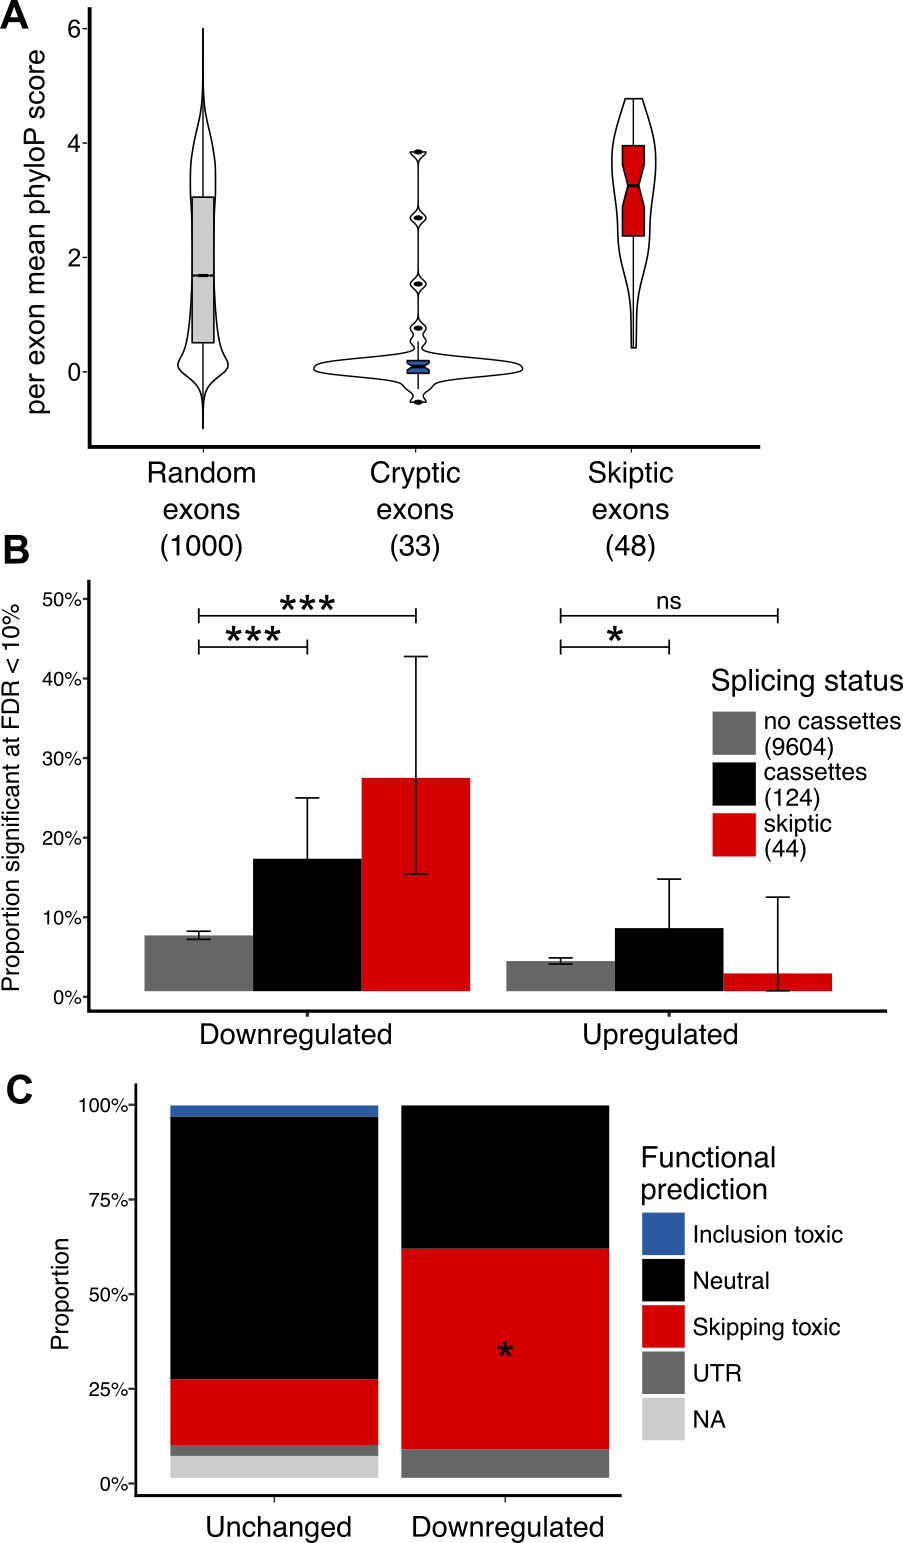 A
per exon mean phyloP score
6
4
2
0
Random
exons
(1000)
Cryptic
exons
(33)
Skiptic
exons
(48)
B
Proportion significant at FDR < 10%
50%
40%
30%
20%
10%
0%
***
***
ns
*
Splicing status
no cassettes
(9604)
cassettes
(124)
skiptic
(44)
Downregulated
Upregulated
C
Proportion
100%
75%
50%
25%
0%
*
Functional
prediction
Inclusion toxic
Neutral
Skipping toxic
UTR
NA
Unchanged
Downregulated